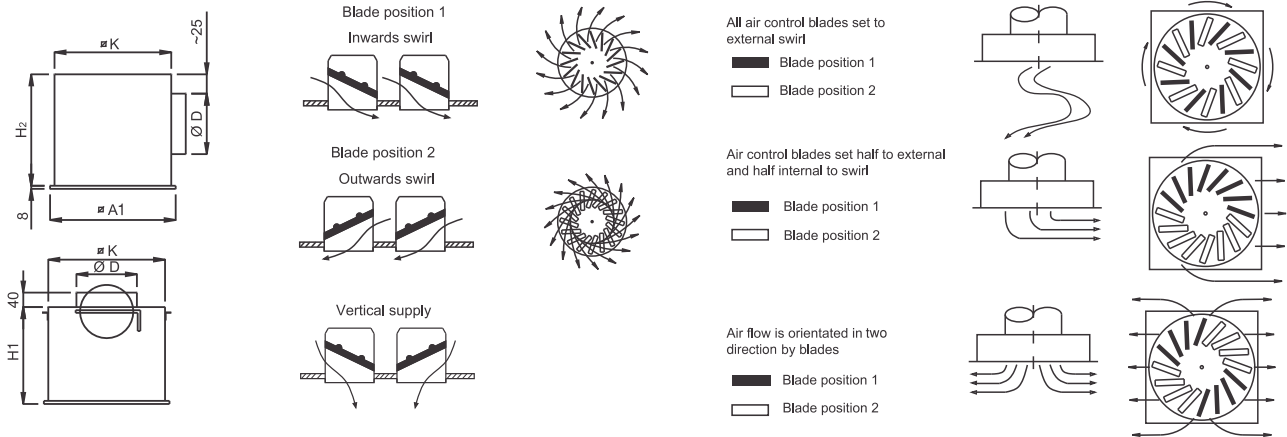 ¤ K
~25
H2
Ø D
8
¤ A1
¤ K
Ø D
40
H1
Blade position 1
Inwards swirl
Blade position 2
Outwards swirl
Vertical supply
All air control blades set to
external swirl
Blade position 1
Blade position 2
Air control blades set half to external
and half internal to swirl
Blade position 1
Blade position 2
Air flow is orientated in two
direction by blades
Blade position 1
Blade position 2